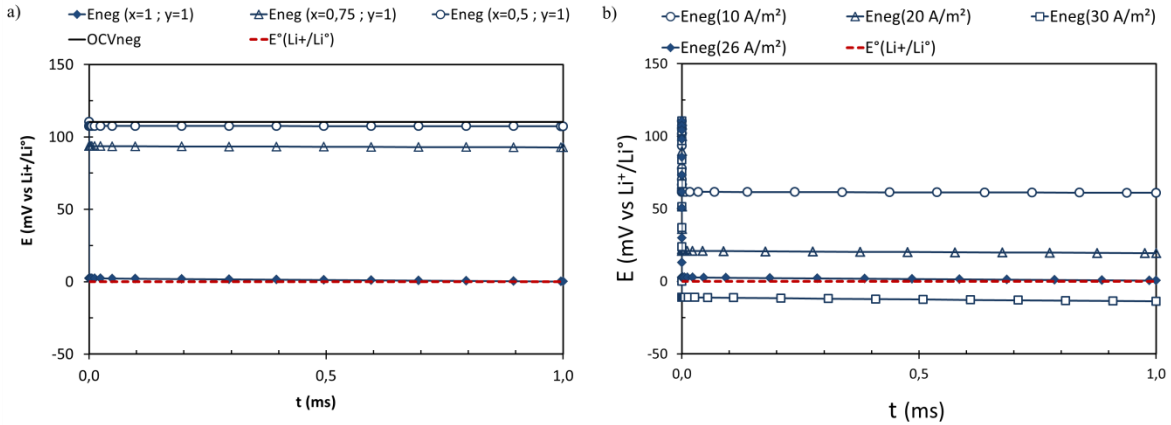 a)
Eneg (x=1 ; y=1) Eneg (x=0,75 ; y=1) Eneg (x=0,5 ; y=1)
OCVneg E°(Li+/Li°)
150
100
50
0
-50
E (mV vs Li+/Li°)
0,0 0,5 1,0
t (ms)
b)
Eneg(10 A/m²) Eneg(20 A/m²) Eneg(30 A/m²)
Eneg(26 A/m²) E°(Li+/Li°)
150
100
50
0
-50
E (mV vs Li⁺/Li°)
0,0 0,5 1,0
t (ms)